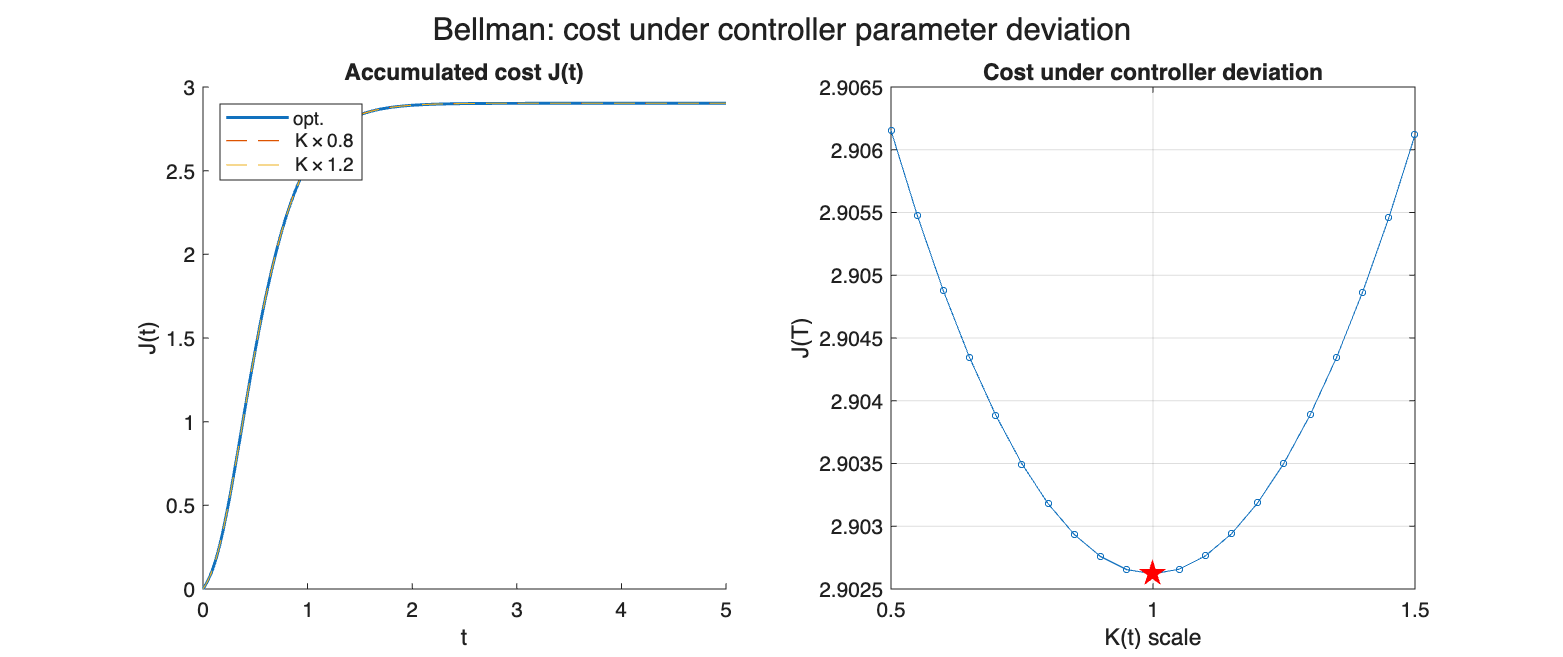 Bellman: cost under controller parameter deviation
Accumulated cost J(t)
3
2.5
2
1.5
1
0.5
0
J(t)
opt.
K × 0.8
K × 1.2
0 1 2 3 4 5
t
Cost under controller deviation
2.9065
2.906
2.9055
2.905
2.9045
2.904
2.9035
2.903
2.9025
J(T)
0.5 1 1.5
K(t) scale